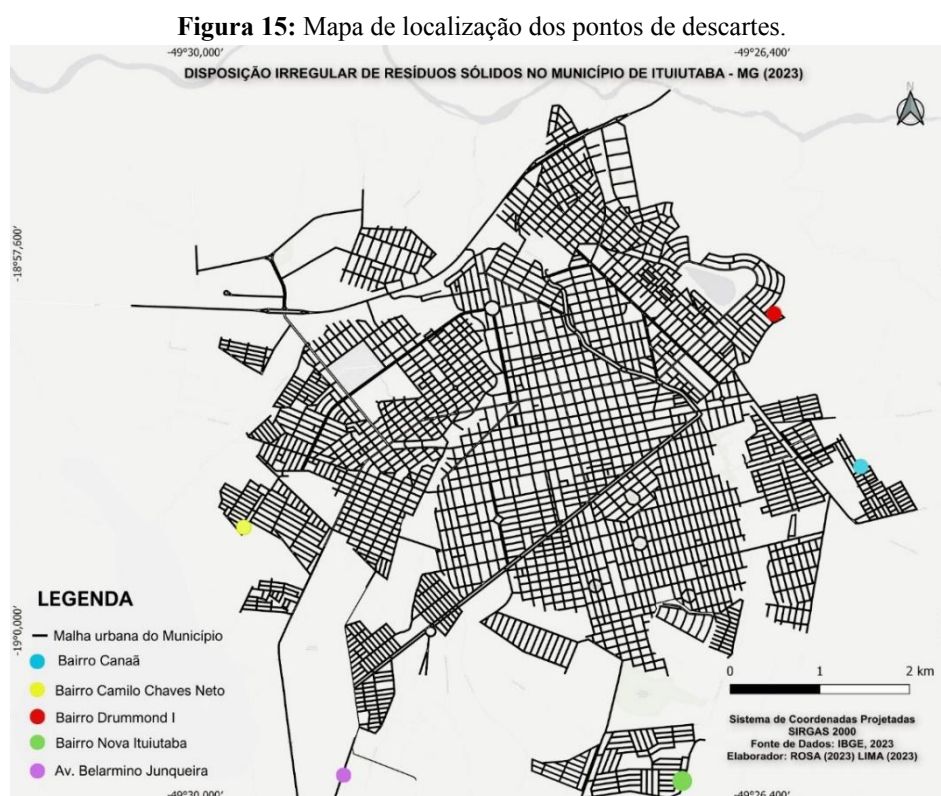 Figura 15: Mapa de localização dos pontos de descartes.
-49°30,000' -49°26,400'
DISPOSIÇÃO IRREGULAR DE RESÍDUOS SÓLIDOS NO MUNICÍPIO DE ITUIUTABA - MG (2023)
N
-18°57,600'
-19°0,000'
LEGENDA
Malha urbana do Município
Bairro Canaã
Bairro Camilo Chaves Neto
Bairro Drummond I
Bairro Nova Ituiutaba
Av. Belarmino Junqueira
0 1 2 km
Sistema de Coordenadas Projetadas
SIRGAS 2000
Fonte de Dados: IBGE, 2023
Elaborador: ROSA (2023) LIMA (2023)
-49°30,000' -49°26,400'